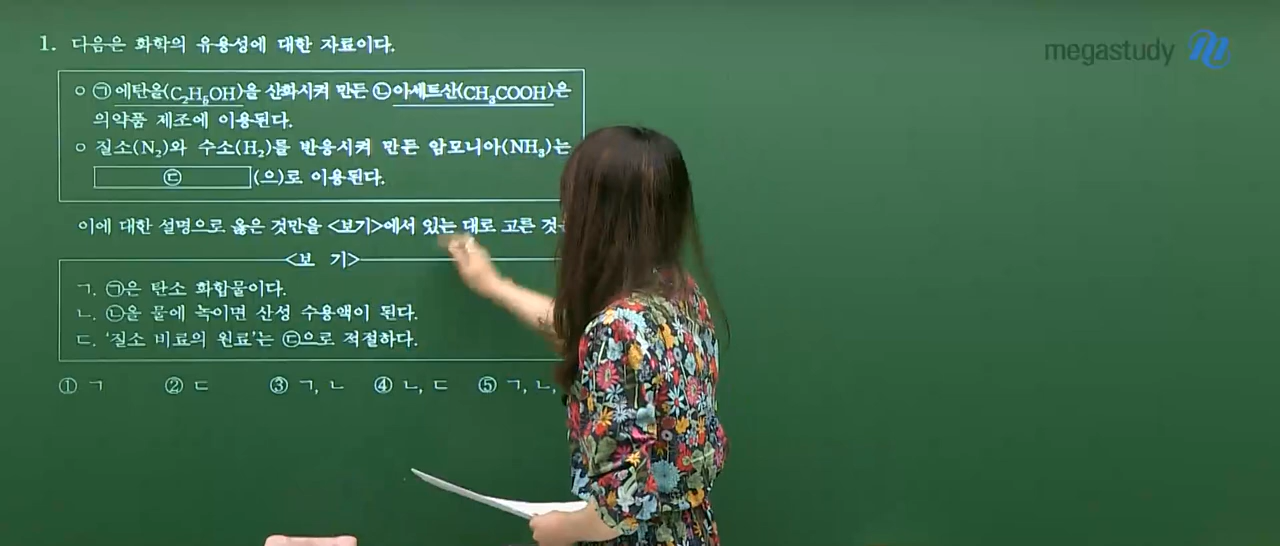 1. 다음은 화학의 유용성에 대한 자료이다.
megastudy
○ ㉠에탄올(C₂H₅OH)을 산화시켜 만든 ㉡아세트산(CH₃COOH)은
의약품 제조에 이용된다.
○ 질소(N₂)와 수소(H₂)를 반응시켜 만든 암모니아(NH₃)는
㉢ (으)로 이용된다.
이에 대한 설명으로 옳은 것만을 <보기>에서 있는 대로 고른
<보 기>
ㄱ. ㉠은 탄소 화합물이다.
ㄴ. ㉡을 물에 녹이면 산성 수용액이 된다.
ㄷ. '질소 비료의 원료'는 ㉢으로 적절하다.
① ㄱ ② ㄷ ③ ㄱ, ㄴ ④ ㄴ, ㄷ ⑤ ㄱ, ㄴ,